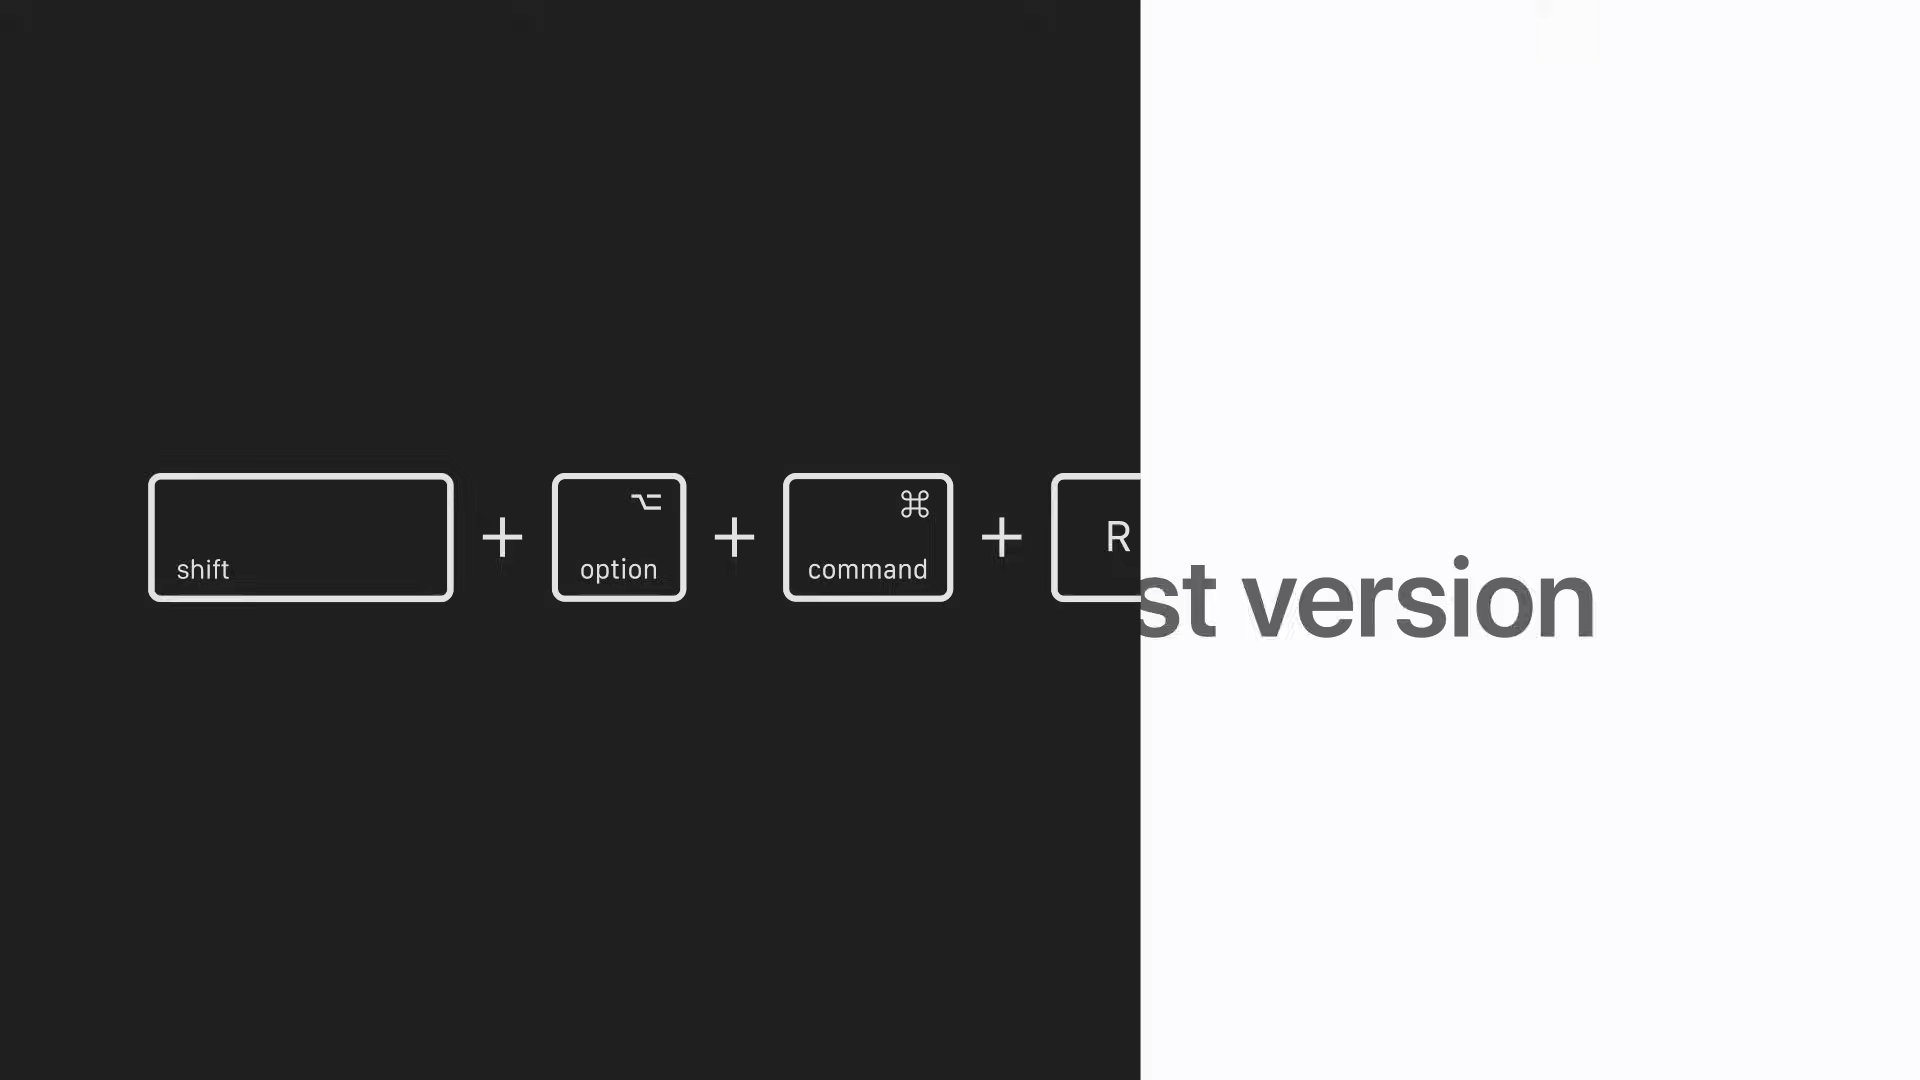 shift + option ⌥ + command ⌘ + R
st version